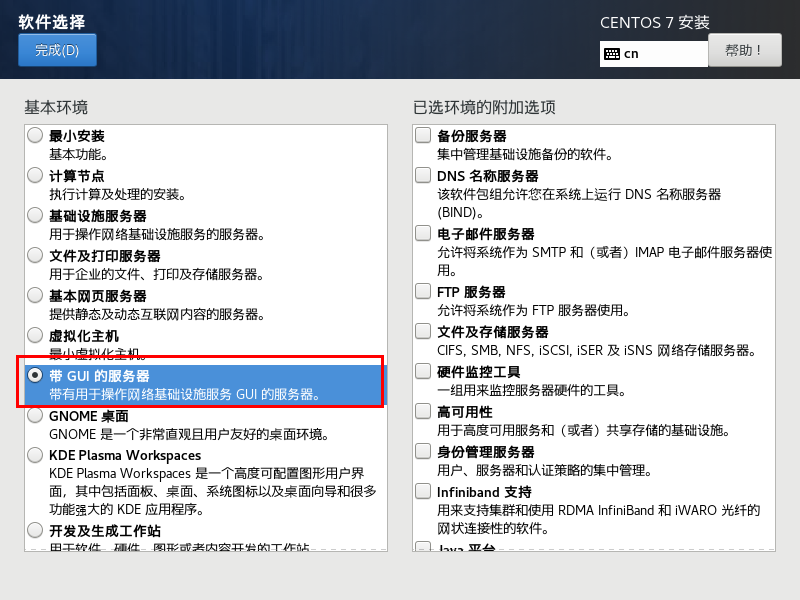 软件选择
CENTOS 7 安装
完成(D)
cn
帮助！
基本环境
最小安装
基本功能。
计算节点
执行计算及处理的安装。
基础设施服务器
用于操作网络基础设施服务的服务器。
文件及打印服务器
用于企业的文件、打印及存储服务器。
基本网页服务器
提供静态及动态互联网内容的服务器。
虚拟化主机
最小虚拟化主机。
带 GUI 的服务器
带有用于操作网络基础设施服务 GUI 的服务器。
GNOME 桌面
GNOME 是一个非常直观且用户友好的桌面环境。
KDE Plasma Workspaces
KDE Plasma Workspaces 是一个高度可配置图形用户界
面，其中包括面板、桌面、系统图标以及桌面向导和很多
功能强大的 KDE 应用程序。
开发及生成工作站
用于软件、硬件、图形或者内容开发的工作站
已选环境的附加选项
备份服务器
集中管理基础设施备份的软件。
DNS 名称服务器
该软件包组允许您在系统上运行 DNS 名称服务器
(BIND)。
电子邮件服务器
允许将系统作为 SMTP 和（或者）IMAP 电子邮件服务器使
用。
FTP 服务器
允许将系统作为 FTP 服务器使用。
文件及存储服务器
CIFS, SMB, NFS, iSCSI, iSER 及 iSNS 网络存储服务器。
硬件监控工具
一组用来监控服务器硬件的工具。
高可用性
用于高度可用服务和（或者）共享存储的基础设施。
身份管理服务器
用户、服务器和认证策略的集中管理。
Infiniband 支持
用来支持集群和使用 RDMA InfiniBand 和 iWARO 光纤的
网状连接性的软件。
Java 平台